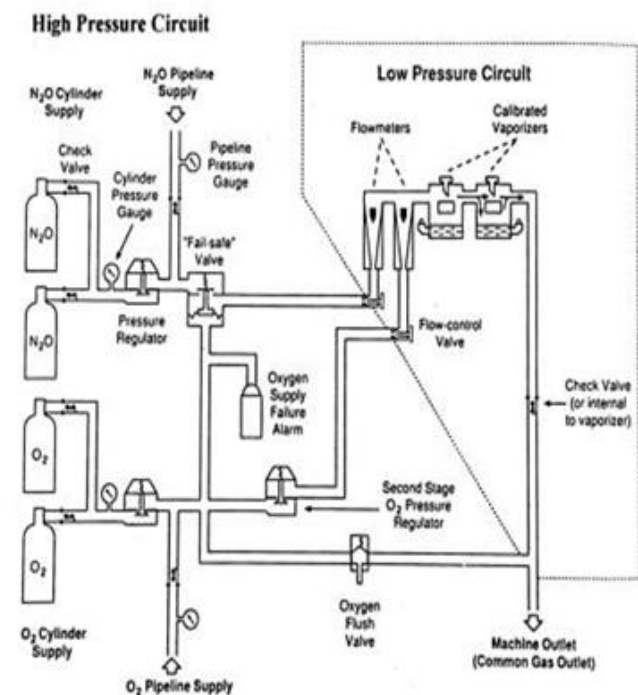 High Pressure Circuit
N₂O Pipeline
Supply
N₂O Cylinder
Supply
Low Pressure Circuit
Check
Valve
Cylinder
Pressure
Gauge
Pipeline
Pressure
Gauge
Flowmeters
Calibrated
Vaporizers
N₂O
"Fail-safe"
Valve
N₂O
Pressure
Regulator
Flow-control
Valve
Oxygen
Supply
Failure
Alarm
Check Valve
(or internal
to vaporizer)
O₂
Second Stage
O₂ Pressure
Regulator
O₂
Oxygen
Flush
Valve
O₂ Cylinder
Supply
O₂ Pipeline Supply
Machine Outlet
(Common Gas Outlet)